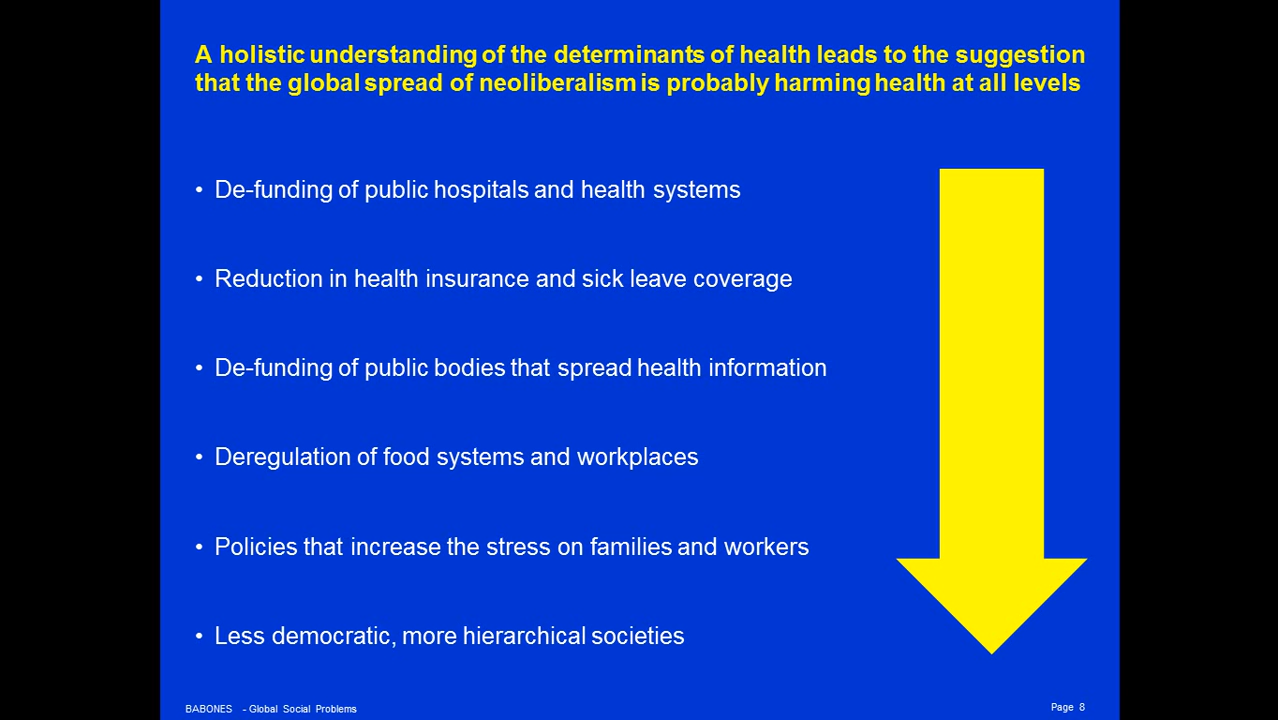 A holistic understanding of the determinants of health leads to the suggestion
that the global spread of neoliberalism is probably harming health at all levels
• De-funding of public hospitals and health systems
• Reduction in health insurance and sick leave coverage
• De-funding of public bodies that spread health information
• Deregulation of food systems and workplaces
• Policies that increase the stress on families and workers
• Less democratic, more hierarchical societies
BABONES - Global Social Problems
Page 8